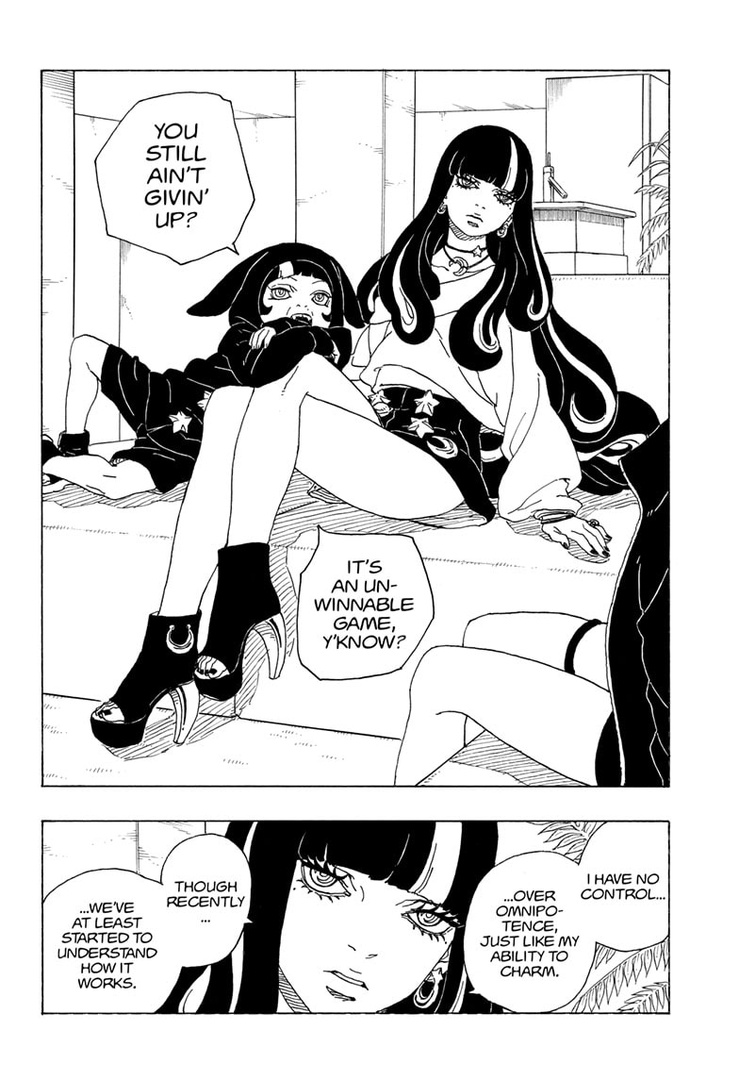 YOU
STILL
AIN'T
GIVIN'
UP?
IT'S
AN UN-
WINNABLE
GAME,
Y'KNOW?
I HAVE NO
CONTROL...
...OVER
OMNIPO-
TENCE,
JUST LIKE MY
ABILITY TO
CHARM.
THOUGH
RECENTLY
...
...WE'VE
AT LEAST
STARTED TO
UNDERSTAND
HOW IT
WORKS.